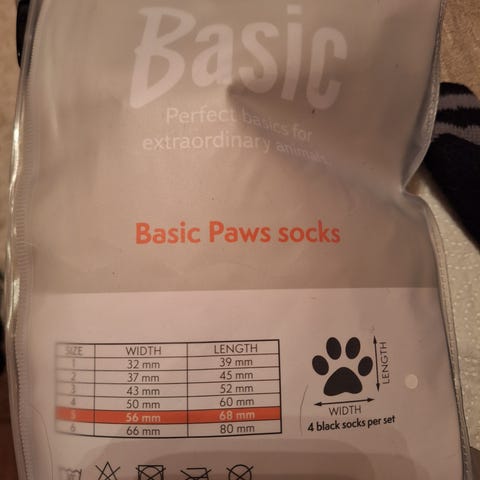 Basic
Perfect basics for
extraordinary animals.
Basic Paws socks
SIZE WIDTH LENGTH
1 32 mm 39 mm
2 37 mm 45 mm
3 43 mm 52 mm
4 50 mm 60 mm
5 56 mm 68 mm
6 66 mm 80 mm
LENGTH
WIDTH
4 black socks per set